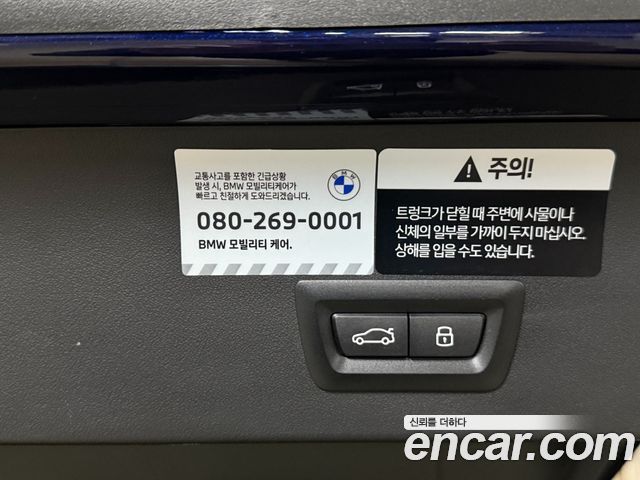 교통사고를 포함한 긴급상황
발생 시, BMW 모빌리티케어가
빠르고 친절하게 도와드리겠습니다.
BMW
080-269-0001
BMW 모빌리티 케어.
주의!
트렁크가 닫힐 때 주변에 사물이나
신체의 일부를 가까이 두지 마십시오.
상해를 입을 수도 있습니다.
신뢰를 더하다
encar.com